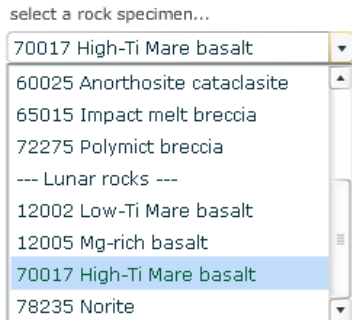 select a rock specimen...
70017 High-Ti Mare basalt
60025 Anorthosite cataclasite
65015 Impact melt breccia
72275 Polymict breccia
--- Lunar rocks ---
12002 Low-Ti Mare basalt
12005 Mg-rich basalt
70017 High-Ti Mare basalt
78235 Norite